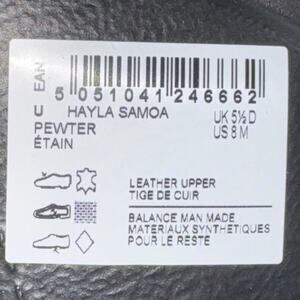 EAN
5 051041 246662
U HAYLA SAMOA
PEWTER
ÉTAIN
UK 5½ D
US 8 M
LEATHER UPPER
TIGE DE CUIR
BALANCE MAN MADE
MATERIAUX SYNTHETIQUES
POUR LE RESTE